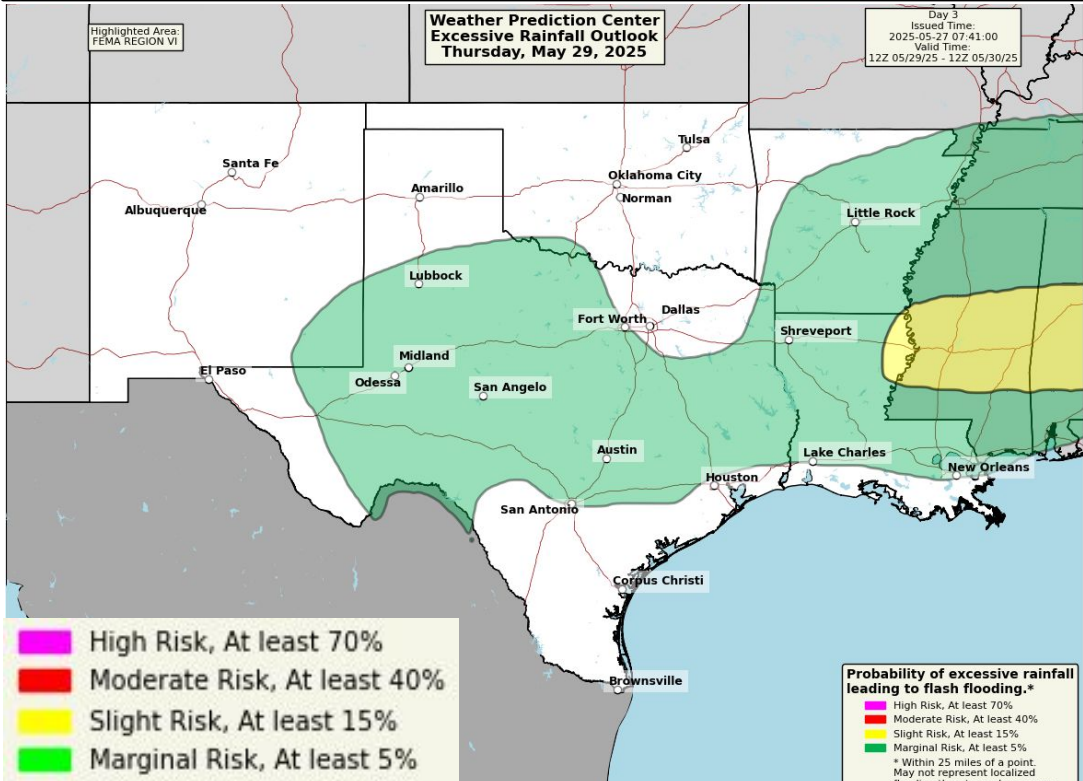 Highlighted Area:
FEMA REGION VI
Weather Prediction Center
Excessive Rainfall Outlook
Thursday, May 29, 2025
Day 3
Issued Time:
2025-05-27 07:41:00
Valid Time:
12Z 05/29/25 - 12Z 05/30/25
Tulsa
Santa Fe
Oklahoma City
Amarillo
Norman
Albuquerque
Little Rock
Lubbock
Dallas
Fort Worth
Shreveport
Midland
El Paso
Odessa
San Angelo
Austin
Lake Charles
New Orleans
Houston
San Antonio
Corpus Christi
Brownsville
High Risk, At least 70%
Moderate Risk, At least 40%
Slight Risk, At least 15%
Marginal Risk, At least 5%
Probability of excessive rainfall
leading to flash flooding.*
High Risk, At least 70%
Moderate Risk, At least 40%
Slight Risk, At least 15%
Marginal Risk, At least 5%
* Within 25 miles of a point.
May not represent localized